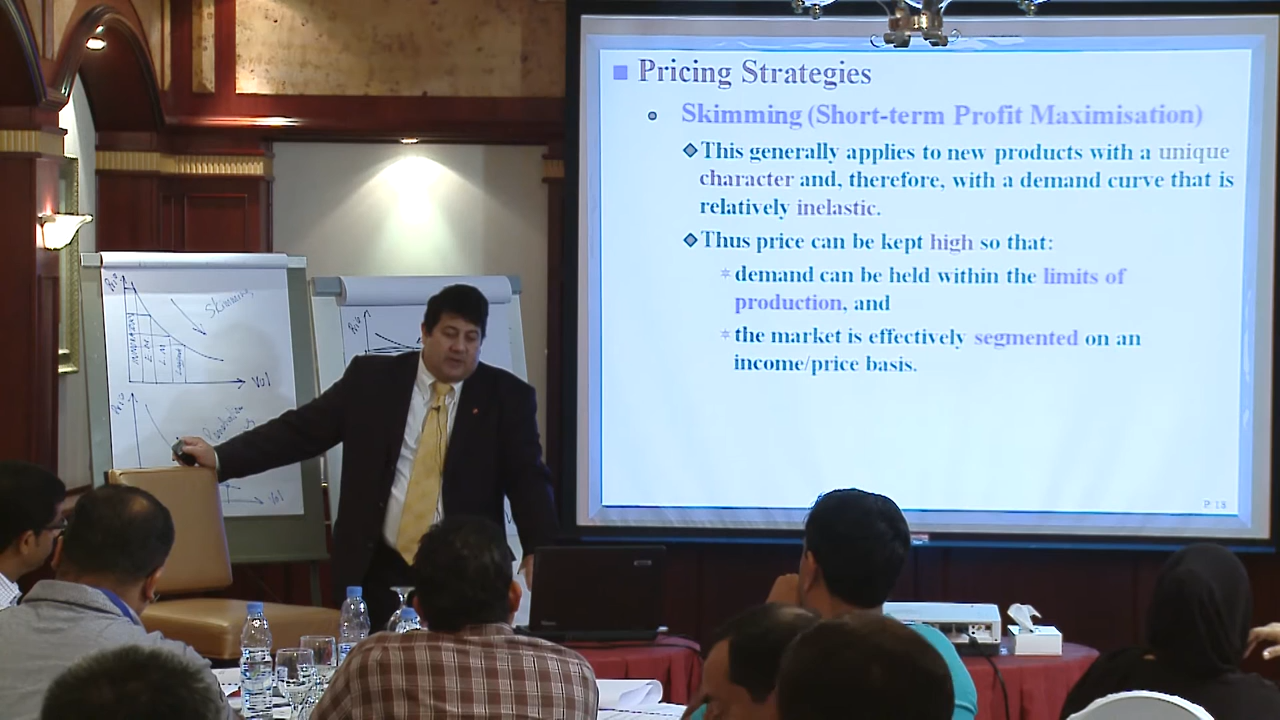 Pricing Strategies
Skimming (Short-term Profit Maximisation)
This generally applies to new products with a unique
character and, therefore, with a demand curve that is
relatively inelastic.
Thus price can be kept high so that:
demand can be held within the limits of
production, and
the market is effectively segmented on an
income/price basis.
P 18
Skimming
Vol
Vol